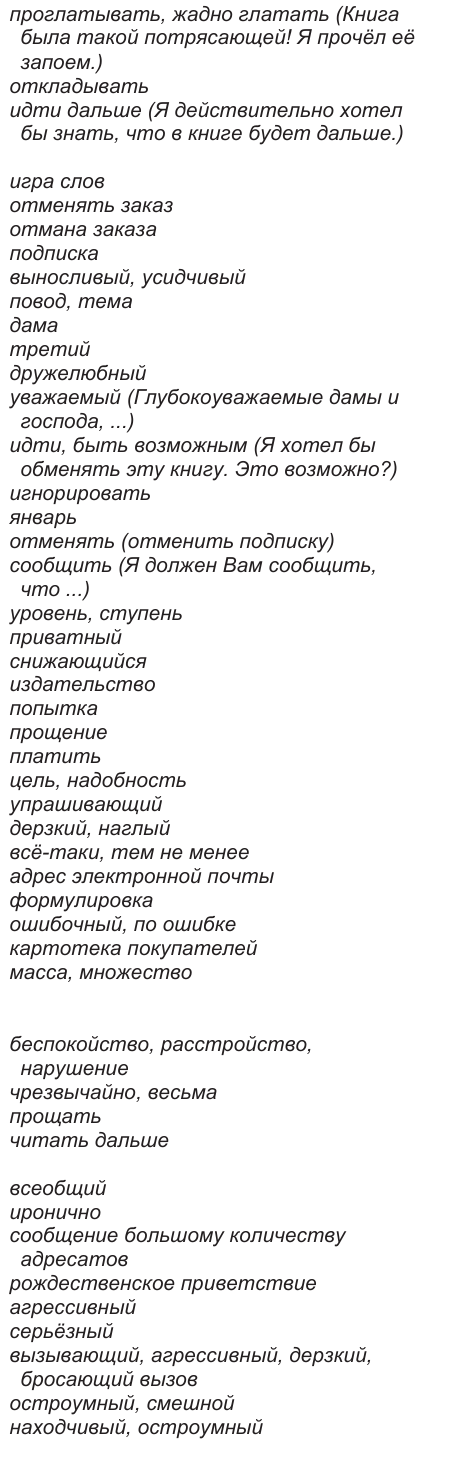 проглатывать, жадно глатать (Книга
была такой потрясающей! Я прочёл её
запоем.)
откладывать
идти дальше (Я действительно хотел
бы знать, что в книге будет дальше.)
игра слов
отменять заказ
отмана заказа
подписка
выносливый, усидчивый
повод, тема
дама
третий
дружелюбный
уважаемый (Глубокоуважаемые дамы и
господа, ...)
идти, быть возможным (Я хотел бы
обменять эту книгу. Это возможно?)
игнорировать
январь
отменять (отменить подписку)
сообщить (Я должен Вам сообщить,
что ...)
уровень, ступень
приватный
снижающийся
издательство
попытка
прощение
платить
цель, надобность
упрашивающий
дерзкий, наглый
всё-таки, тем не менее
адрес электронной почты
формулировка
ошибочный, по ошибке
картотека покупателей
масса, множество
беспокойство, расстройство,
нарушение
чрезвычайно, весьма
прощать
читать дальше
всеобщий
иронично
сообщение большому количеству
адресатов
рождественское приветствие
агрессивный
серьёзный
вызывающий, агрессивный, дерзкий,
бросающий вызов
остроумный, смешной
находчивый, остроумный